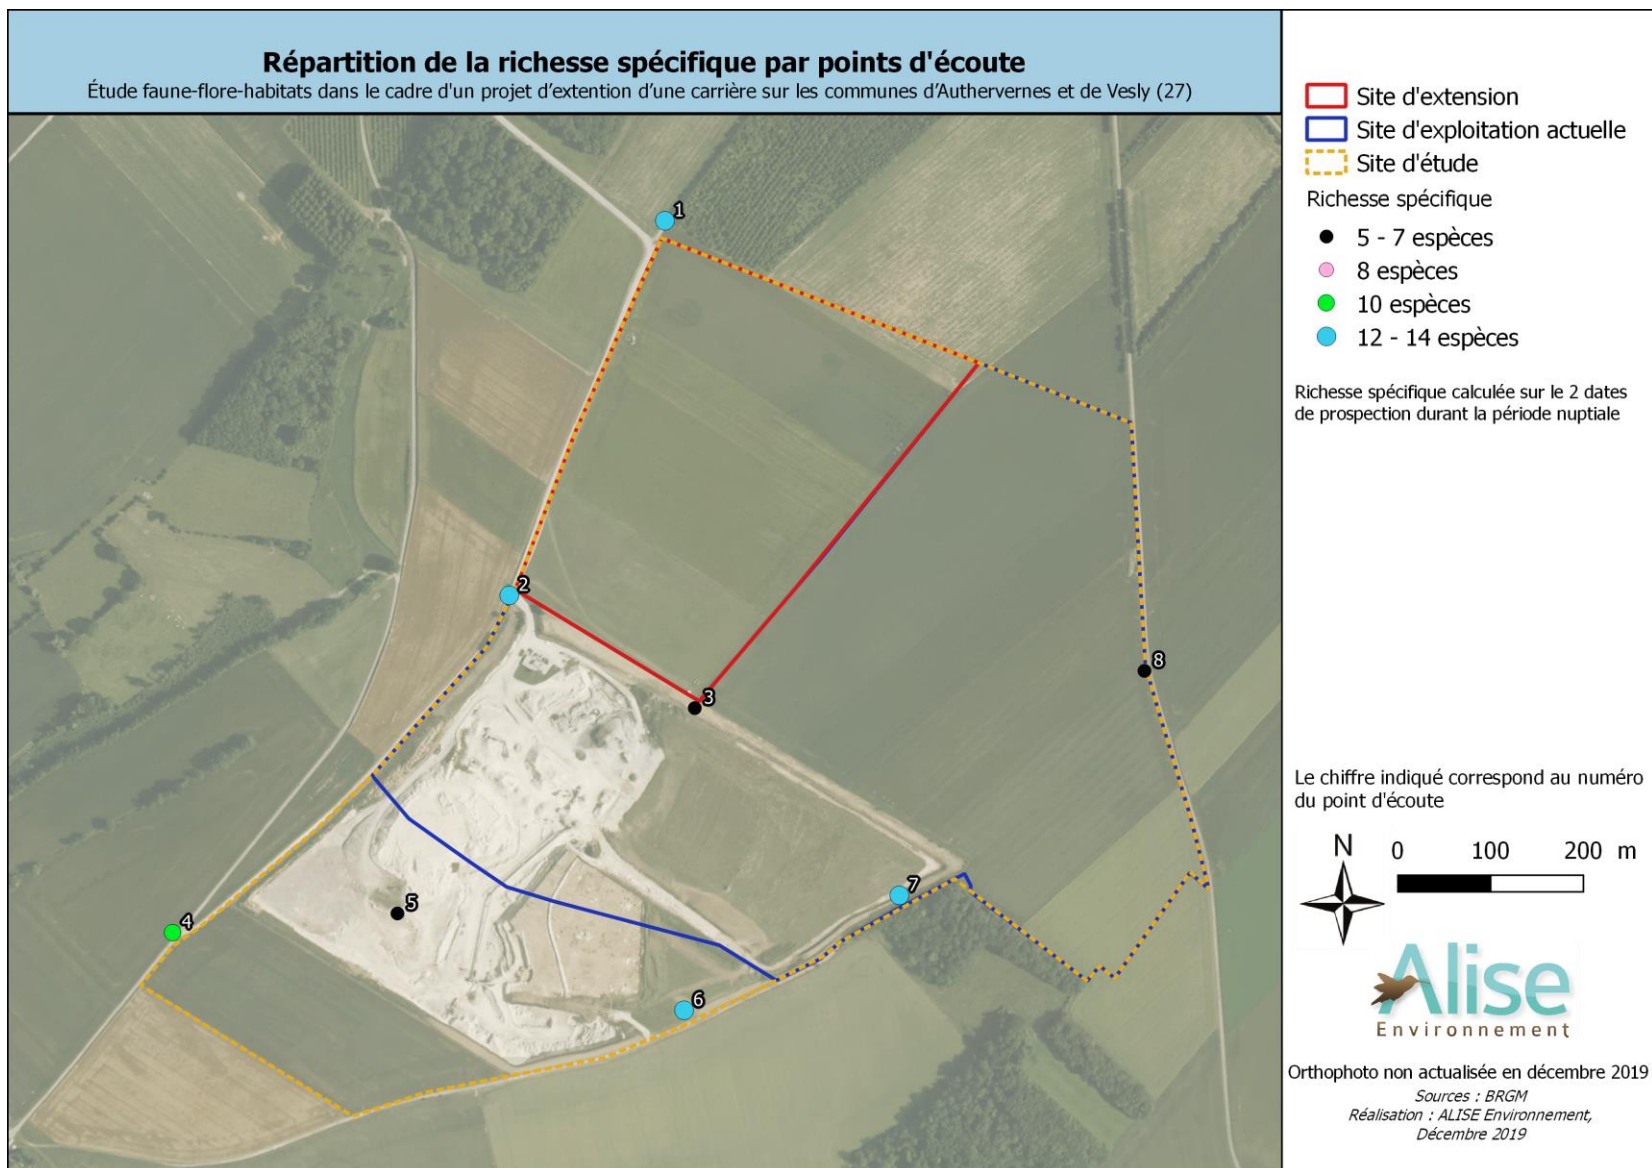 Répartition de la richesse spécifique par points d'écoute
Étude faune-flore-habitats dans le cadre d'un projet d'extention d'une carrière sur les communes d'Authervernes et de Vesly (27)
1
2
3
4
5
6
7
8
Site d'extension
Site d'exploitation actuelle
Site d'étude
Richesse spécifique
5 - 7 espèces
8 espèces
10 espèces
12 - 14 espèces
Richesse spécifique calculée sur le 2 dates
de prospection durant la période nuptiale
Le chiffre indiqué correspond au numéro
du point d'écoute
N
0 100 200 m
Alise
Environnement
Orthophoto non actualisée en décembre 2019
Sources : BRGM
Réalisation : ALISE Environnement,
Décembre 2019